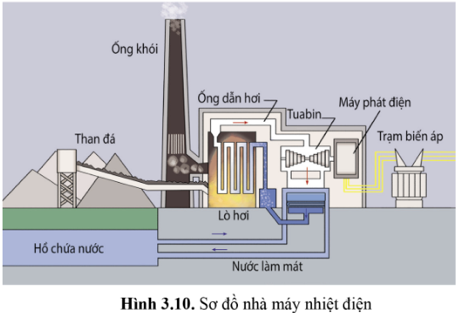 Ống khói
Ống dẫn hơi
Tuabin
Máy phát điện
Trạm biến áp
Than đá
Lò hơi
Hồ chứa nước
Nước làm mát
Hình 3.10. Sơ đồ nhà máy nhiệt điện